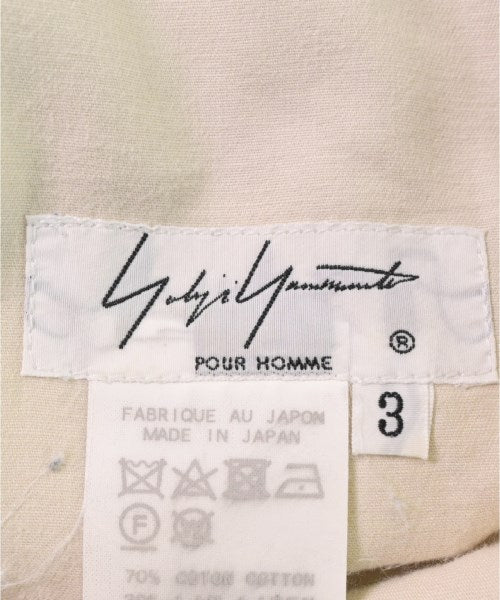 Yohji Yamamoto
®
POUR HOMME
3
FABRIQUE AU JAPON
MADE IN JAPAN
F
70% COTON COTTON